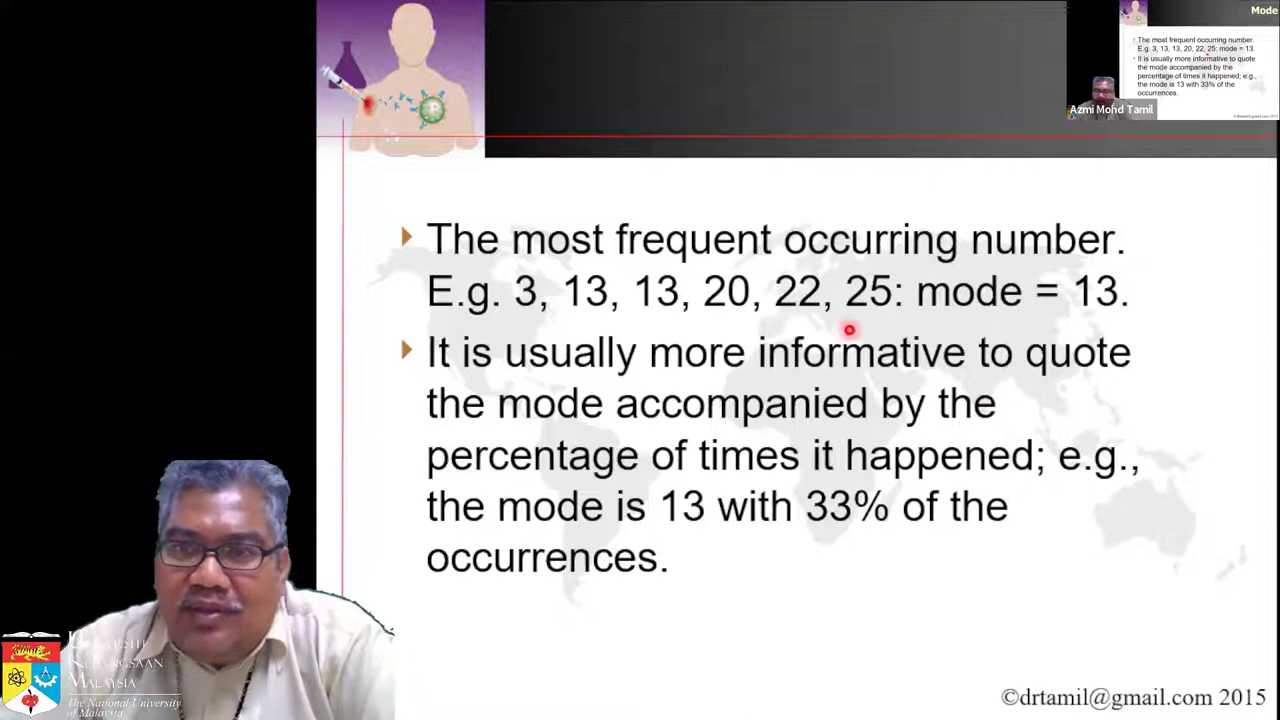 Mode
The most frequent occurring number.
E.g. 3, 13, 13, 20, 22, 25: mode = 13.
It is usually more informative to quote
the mode accompanied by the
percentage of times it happened; e.g.,
the mode is 13 with 33% of the
occurrences.
Azmi Mohd Tamil
The most frequent occurring number.
E.g. 3, 13, 13, 20, 22, 25: mode = 13.
It is usually more informative to quote
the mode accompanied by the
percentage of times it happened; e.g.,
the mode is 13 with 33% of the
occurrences.
KEBANGSAAN
MALAYSIA
The National University
of Malaysia
©drtamil@gmail.com 2015